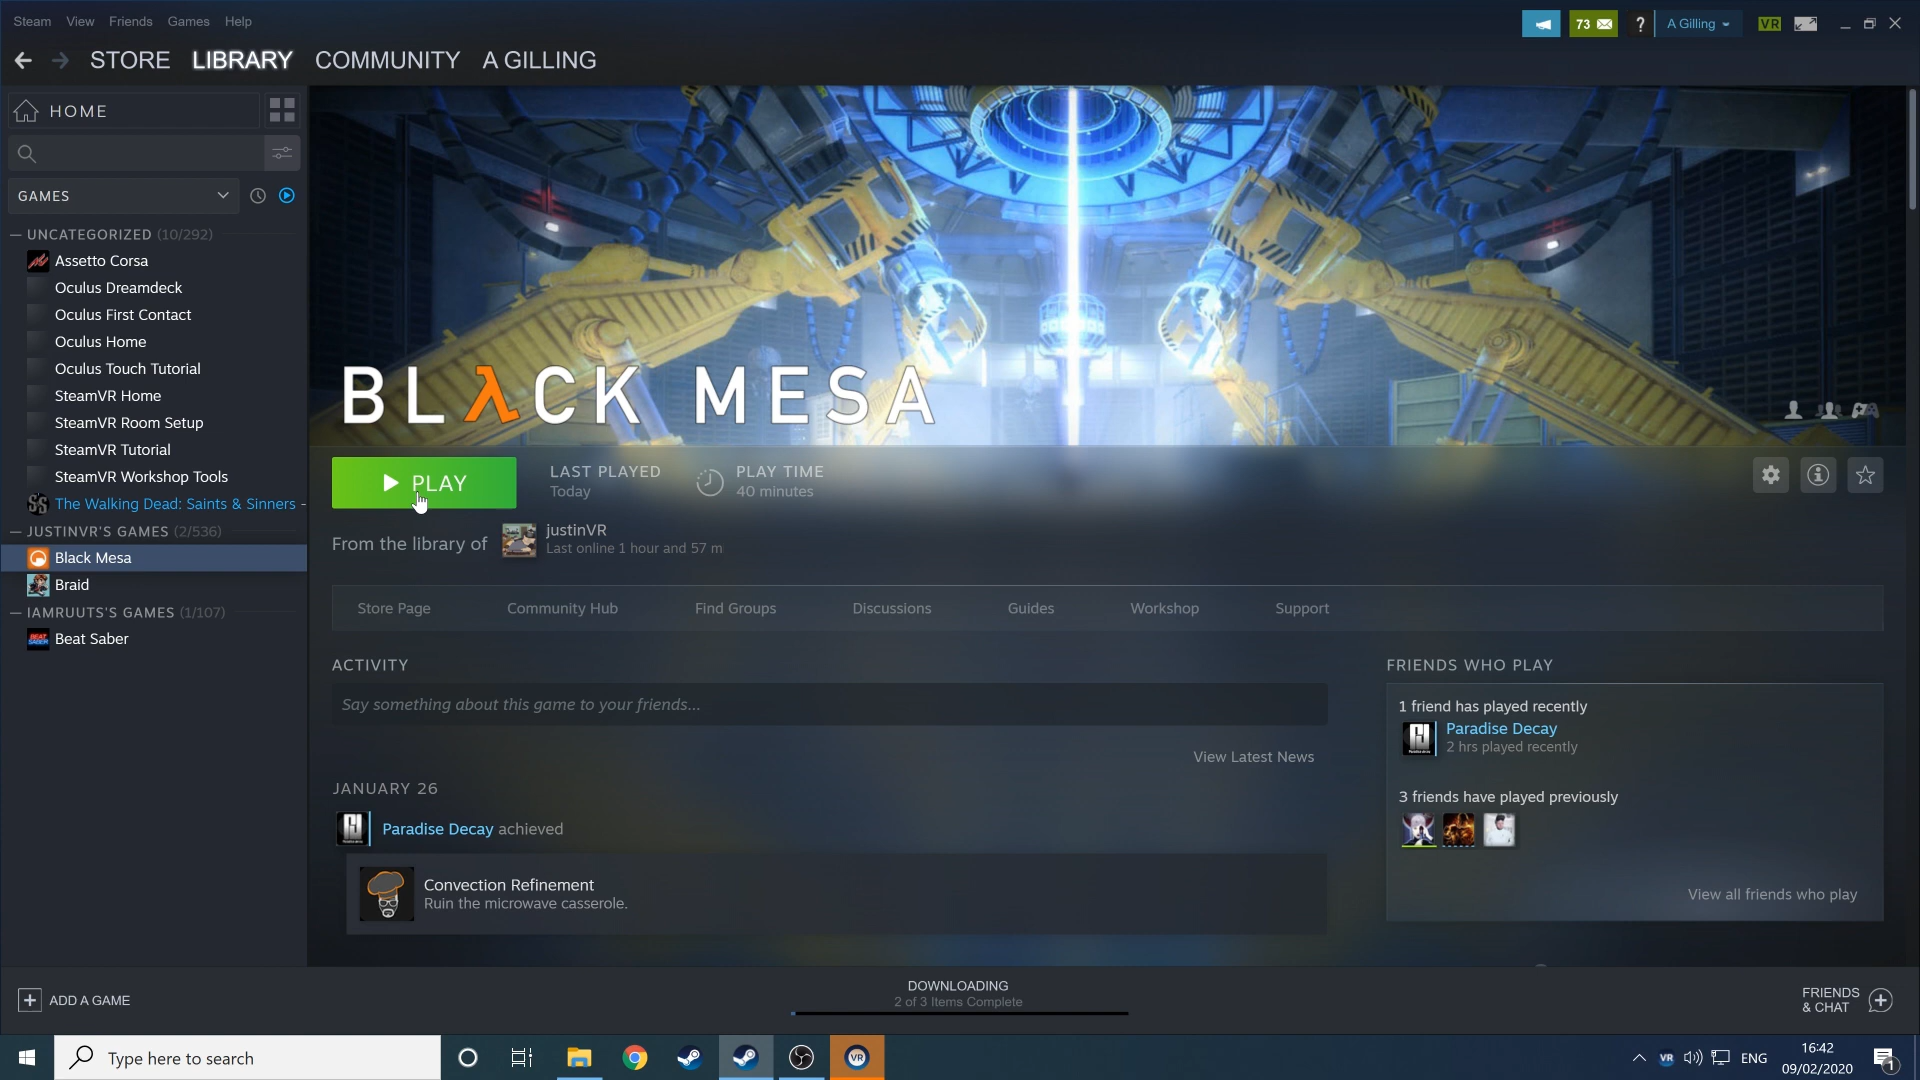 Steam View Friends Games Help
73 ? A Gilling VR
STORE LIBRARY COMMUNITY A GILLING
HOME
GAMES
— UNCATEGORIZED (10/292)
Assetto Corsa
Oculus Dreamdeck
Oculus First Contact
Oculus Home
Oculus Touch Tutorial
SteamVR Home
SteamVR Room Setup
SteamVR Tutorial
SteamVR Workshop Tools
The Walking Dead: Saints & Sinners -
— JUSTINVR'S GAMES (2/536)
Black Mesa
Braid
— IAMRUUTS'S GAMES (1/107)
Beat Saber
BLACK MESA
PLAY
LAST PLAYED
Today
PLAY TIME
40 minutes
From the library of
justinVR
Last online 1 hour and 57 m
Store Page Community Hub Find Groups Discussions Guides Workshop Support
ACTIVITY
Say something about this game to your friends...
View Latest News
JANUARY 26
Paradise Decay achieved
Convection Refinement
Ruin the microwave casserole.
FRIENDS WHO PLAY
1 friend has played recently
Paradise Decay
2 hrs played recently
3 friends have played previously
View all friends who play
ADD A GAME
DOWNLOADING
2 of 3 Items Complete
FRIENDS
& CHAT
Type here to search
VR
VR
ENG
16:42
09/02/2020
1